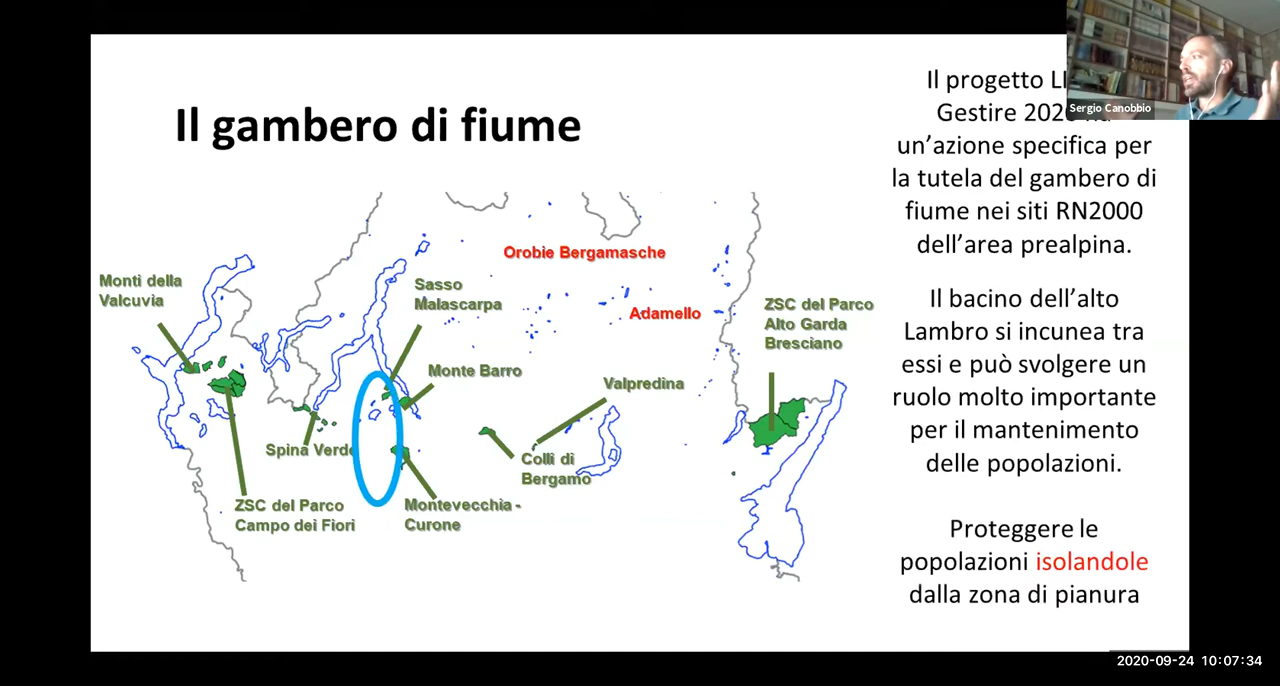 Il gambero di fiume
Il progetto
Sergio Canobbio
Gestire
un’azione specifica per
la tutela del gambero di
fiume nei siti RN2000
dell’area prealpina.
Il bacino dell’alto
Lambro si incunea tra
essi e può svolgere un
ruolo molto importante
per il mantenimento
delle popolazioni.
Proteggere le
popolazioni isolandole
dalla zona di pianura
Orobie Bergamasche
Monti della
Valcuvia
Sasso
Malascarpa
Adamello
ZSC del Parco
Alto Garda
Bresciano
Monte Barro
Valpredina
Spina Verde
Colli di
Bergamo
ZSC del Parco
Campo dei Fiori
Montevecchia -
Curone
2020-09-24 10:07:34